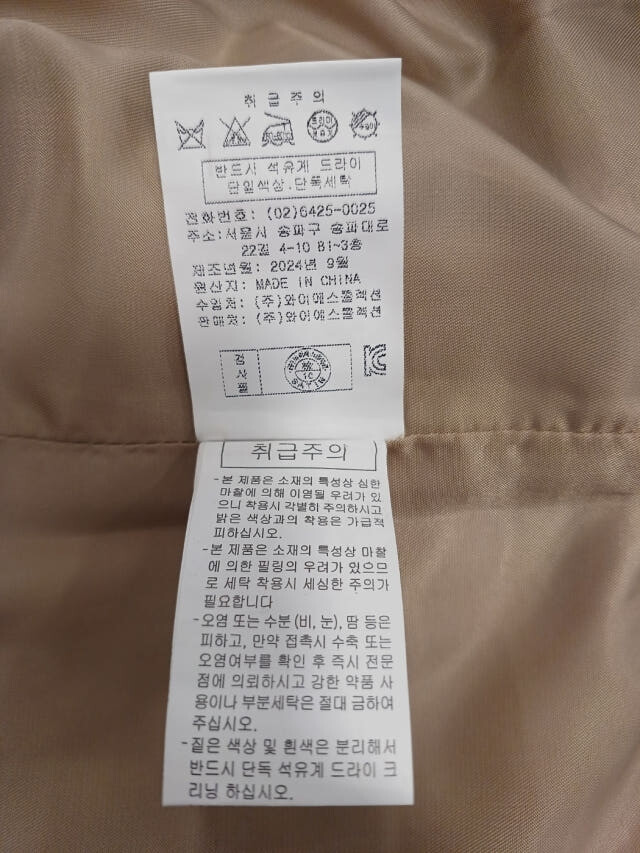 취 급 주 의
반드시 석유계 드라이
단일색상.단독세탁
전화번호: (02)6425-0025
주소:서울시 송파구 송파대로
22길 4-10 B1~3층
제조년월: 2024년 9월
원산지: MADE IN CHINA
수입처: (주)와이에스콜렉션
판매처: (주)와이에스콜렉션
검사필
취급주의
-본 제품은 소재의 특성상 심한
마찰에 의해 이염될 우려가 있
으니 착용시 각별히 주의하시고
밝은 색상과의 착용은 가급적
피하십시오.
-본 제품은 소재의 특성상 마찰
에 의한 필링의 우려가 있으므
로 세탁 착용시 세심한 주의가
필요합니다
-오염 또는 수분(비, 눈), 땀 등은
피하고, 만약 접촉시 수축 또는
오염여부를 확인 후 즉시 전문
점에 의뢰하시고 강한 약품 사
용이나 부분세탁은 절대 금하여
주십시오.
-짙은 색상 및 흰색은 분리해서
반드시 단독 석유계 드라이 크
리닝 하십시오.